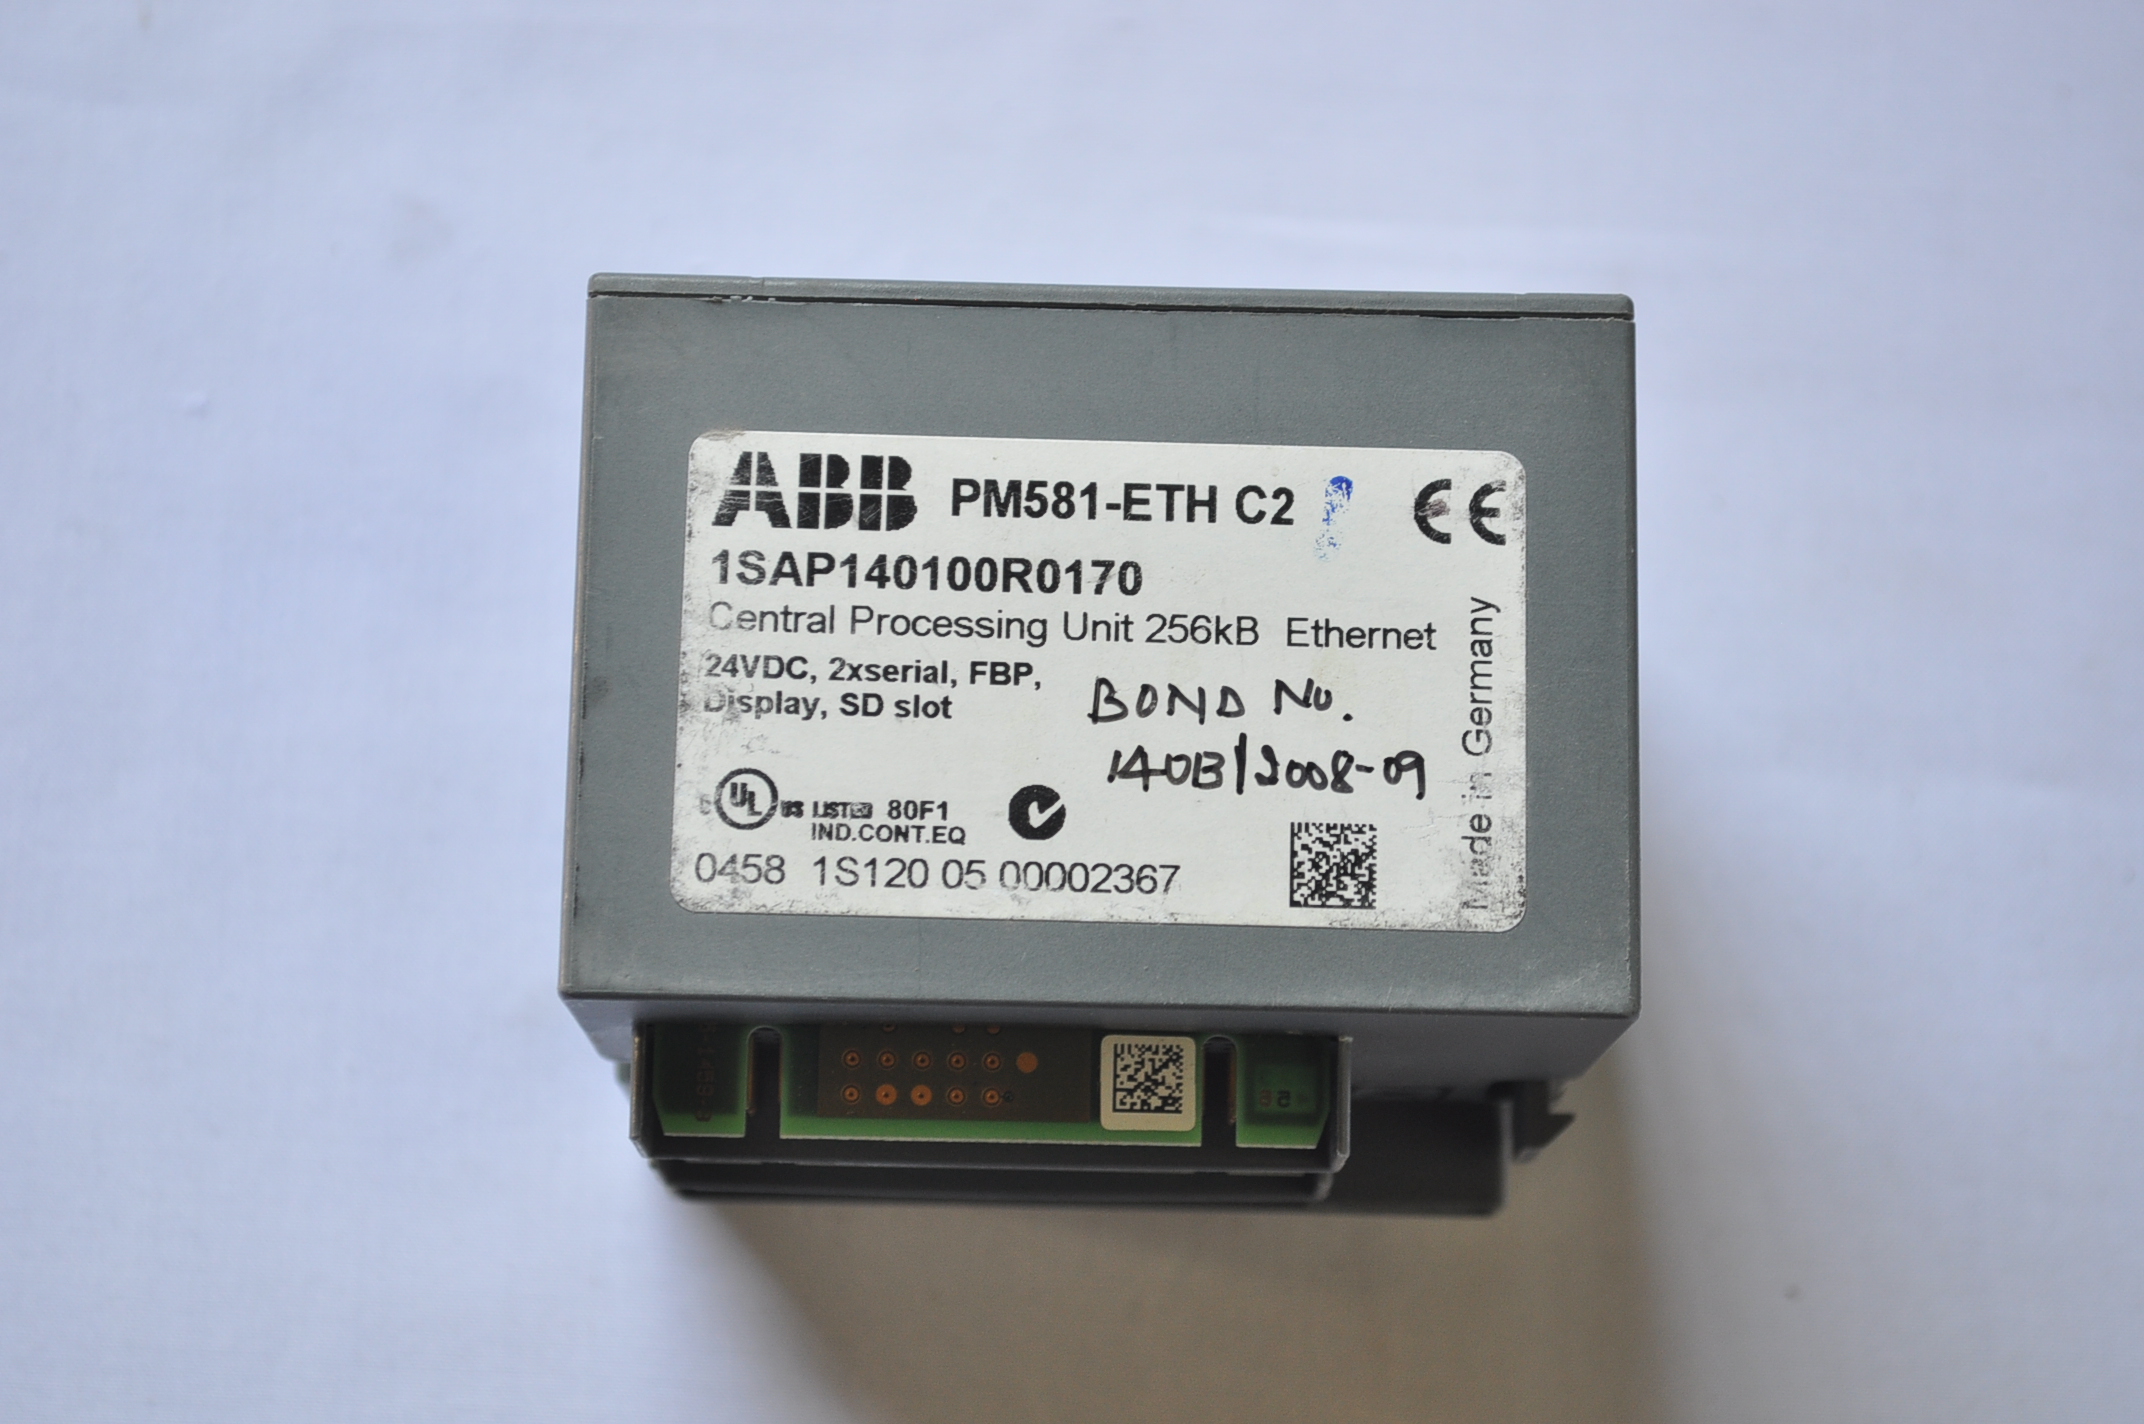 ABB PM581-ETH C2 CE
1SAP140100R0170
Central Processing Unit 256kB Ethernet
24VDC, 2xserial, FBP,
Display, SD slot
BOND No.
140B/2008-09
c UL US LISTED 80F1
IND.CONT.EQ
0458 1S120 05 00002367
Made in Germany